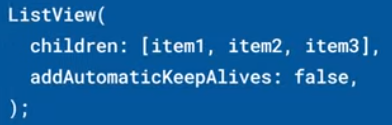 ListView(
  children: [item1, item2, item3],
  addAutomaticKeepAlives: false,
);